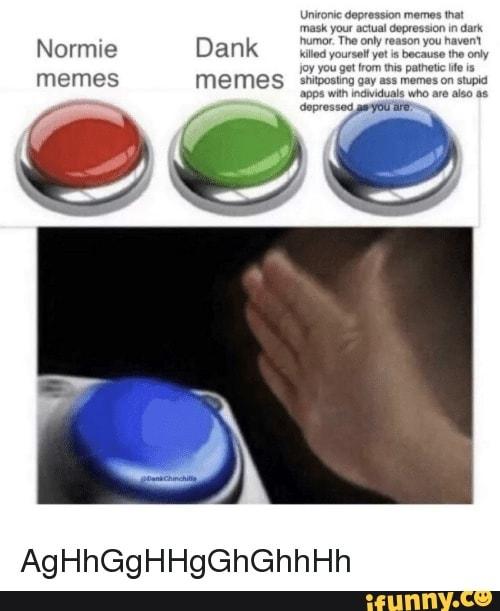 Normie
memes
Dank
memes
Unironic depression memes that
mask your actual depression in dark
humor. The only reason you haven't
killed yourself yet is because the only
joy you get from this pathetic life is
shitposting gay ass memes on stupid
apps with individuals who are also as
depressed as you are.
@DankChinchilla
AgHhGgHHgGhGhhHh
ifunny.co